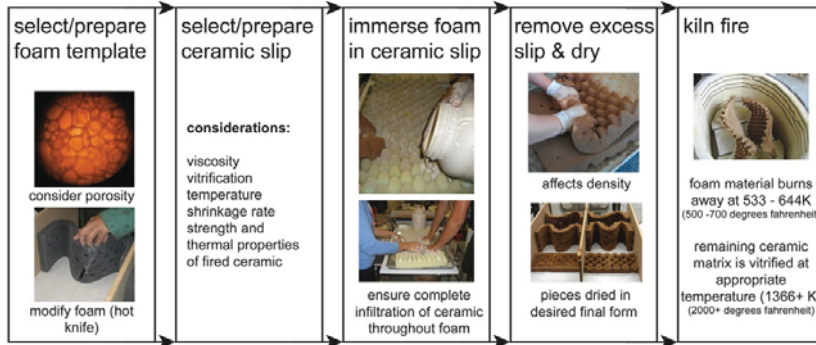 select/prepare
foam template
consider porosity
modify foam (hot
knife)
select/prepare
ceramic slip
considerations:
viscosity
vitrification
temperature
shrinkage rate
strength and
thermal properties
of fired ceramic
immerse foam
in ceramic slip
ensure complete
infiltration of ceramic
throughout foam
remove excess
slip & dry
affects density
pieces dried in
desired final form
kiln fire
foam material burns
away at 533 - 644K
(500 -700 degrees fahrenheit)
remaining ceramic
matrix is vitrified at
appropriate
temperature (1366+ K)
(2000+ degrees fahrenheit)